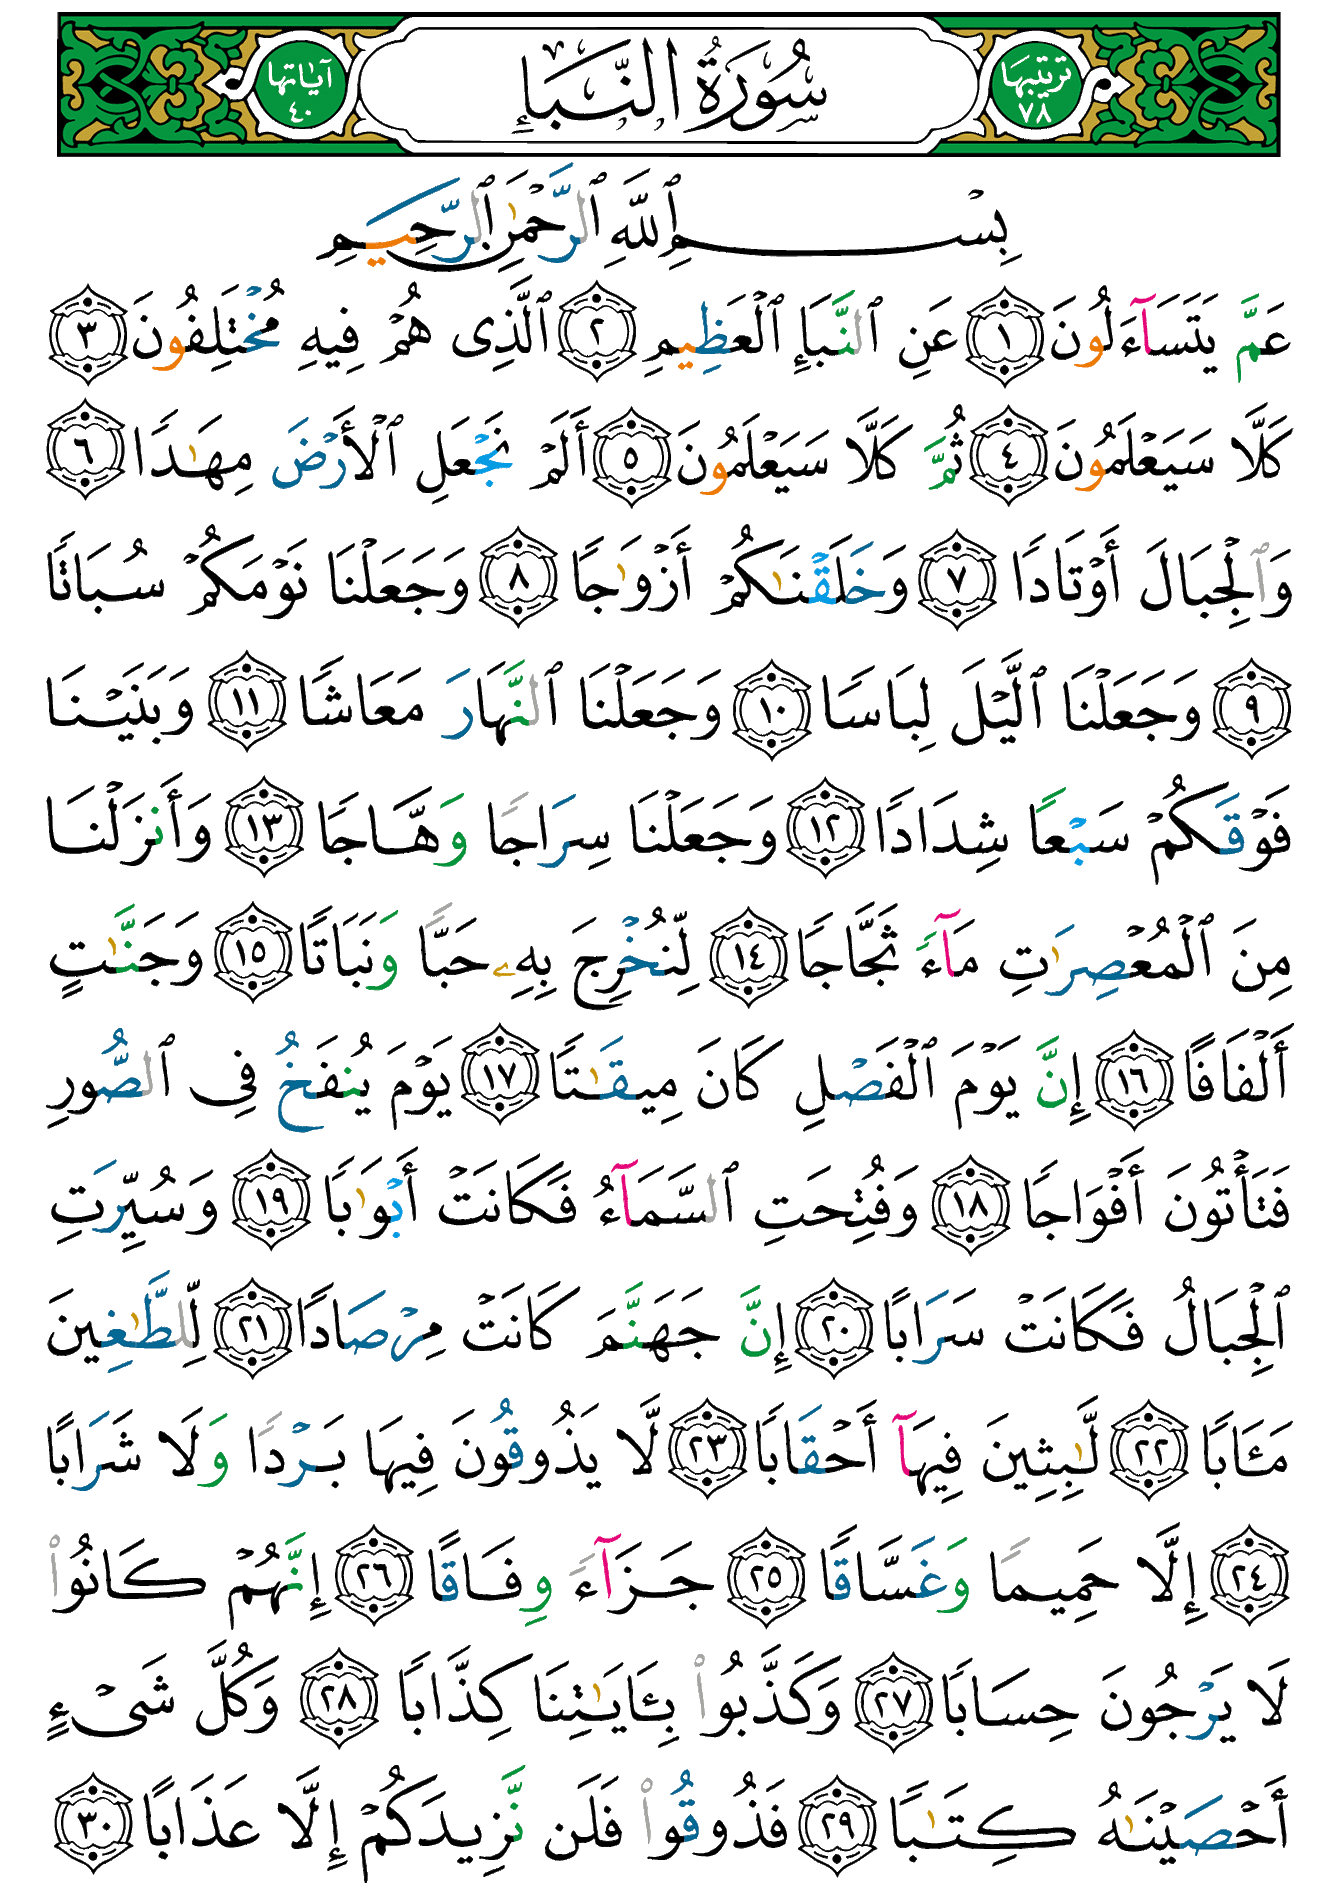 ترتيبها ٧٨
سُورَةُ النَّبَإِ
آياتها ٤٠
بِسْمِ ٱللَّهِ ٱلرَّحْمَٰنِ ٱلرَّحِيمِ
عَمَّ يَتَسَآءَلُونَ ١ عَنِ ٱلنَّبَإِ ٱلْعَظِيمِ ٢ ٱلَّذِى هُمْ فِيهِ مُخْتَلِفُونَ ٣
كَلَّا سَيَعْلَمُونَ ٤ ثُمَّ كَلَّا سَيَعْلَمُونَ ٥ أَلَمْ نَجْعَلِ ٱلْأَرْضَ مِهَٰدًا ٦
وَٱلْجِبَالَ أَوْتَادًا ٧ وَخَلَقْنَٰكُمْ أَزْوَٰجًا ٨ وَجَعَلْنَا نَوْمَكُمْ سُبَاتًا
٩ وَجَعَلْنَا ٱلَّيْلَ لِبَاسًا ١٠ وَجَعَلْنَا ٱلنَّهَارَ مَعَاشًا ١١ وَبَنَيْنَا
فَوْقَكُمْ سَبْعًا شِدَادًا ١٢ وَجَعَلْنَا سِرَاجًا وَهَّاجًا ١٣ وَأَنزَلْنَا
مِنَ ٱلْمُعْصِرَٰتِ مَآءً ثَجَّاجًا ١٤ لِّنُخْرِجَ بِهِۦ حَبًّا وَنَبَاتًا ١٥ وَجَنَّٰتٍ
أَلْفَافًا ١٦ إِنَّ يَوْمَ ٱلْفَصْلِ كَانَ مِيقَٰتًا ١٧ يَوْمَ يُنفَخُ فِى ٱلصُّورِ
فَتَأْتُونَ أَفْوَاجًا ١٨ وَفُتِحَتِ ٱلسَّمَآءُ فَكَانَتْ أَبْوَٰبًا ١٩ وَسُيِّرَتِ
ٱلْجِبَالُ فَكَانَتْ سَرَابًا ٢٠ إِنَّ جَهَنَّمَ كَانَتْ مِرْصَادًا ٢١ لِّلطَّٰغِينَ
مَـَٔابًا ٢٢ لَّٰبِثِينَ فِيهَآ أَحْقَابًا ٢٣ لَّا يَذُوقُونَ فِيهَا بَرْدًا وَلَا شَرَابًا
٢٤ إِلَّا حَمِيمًا وَغَسَّاقًا ٢٥ جَزَآءً وِفَاقًا ٢٦ إِنَّهُمْ كَانُوا۟
لَا يَرْجُونَ حِسَابًا ٢٧ وَكَذَّبُوا۟ بِـَٔايَٰتِنَا كِذَّابًا ٢٨ وَكُلَّ شَىْءٍ
أَحْصَيْنَٰهُ كِتَٰبًا ٢٩ فَذُوقُوا۟ فَلَن نَّزِيدَكُمْ إِلَّا عَذَابًا ٣٠